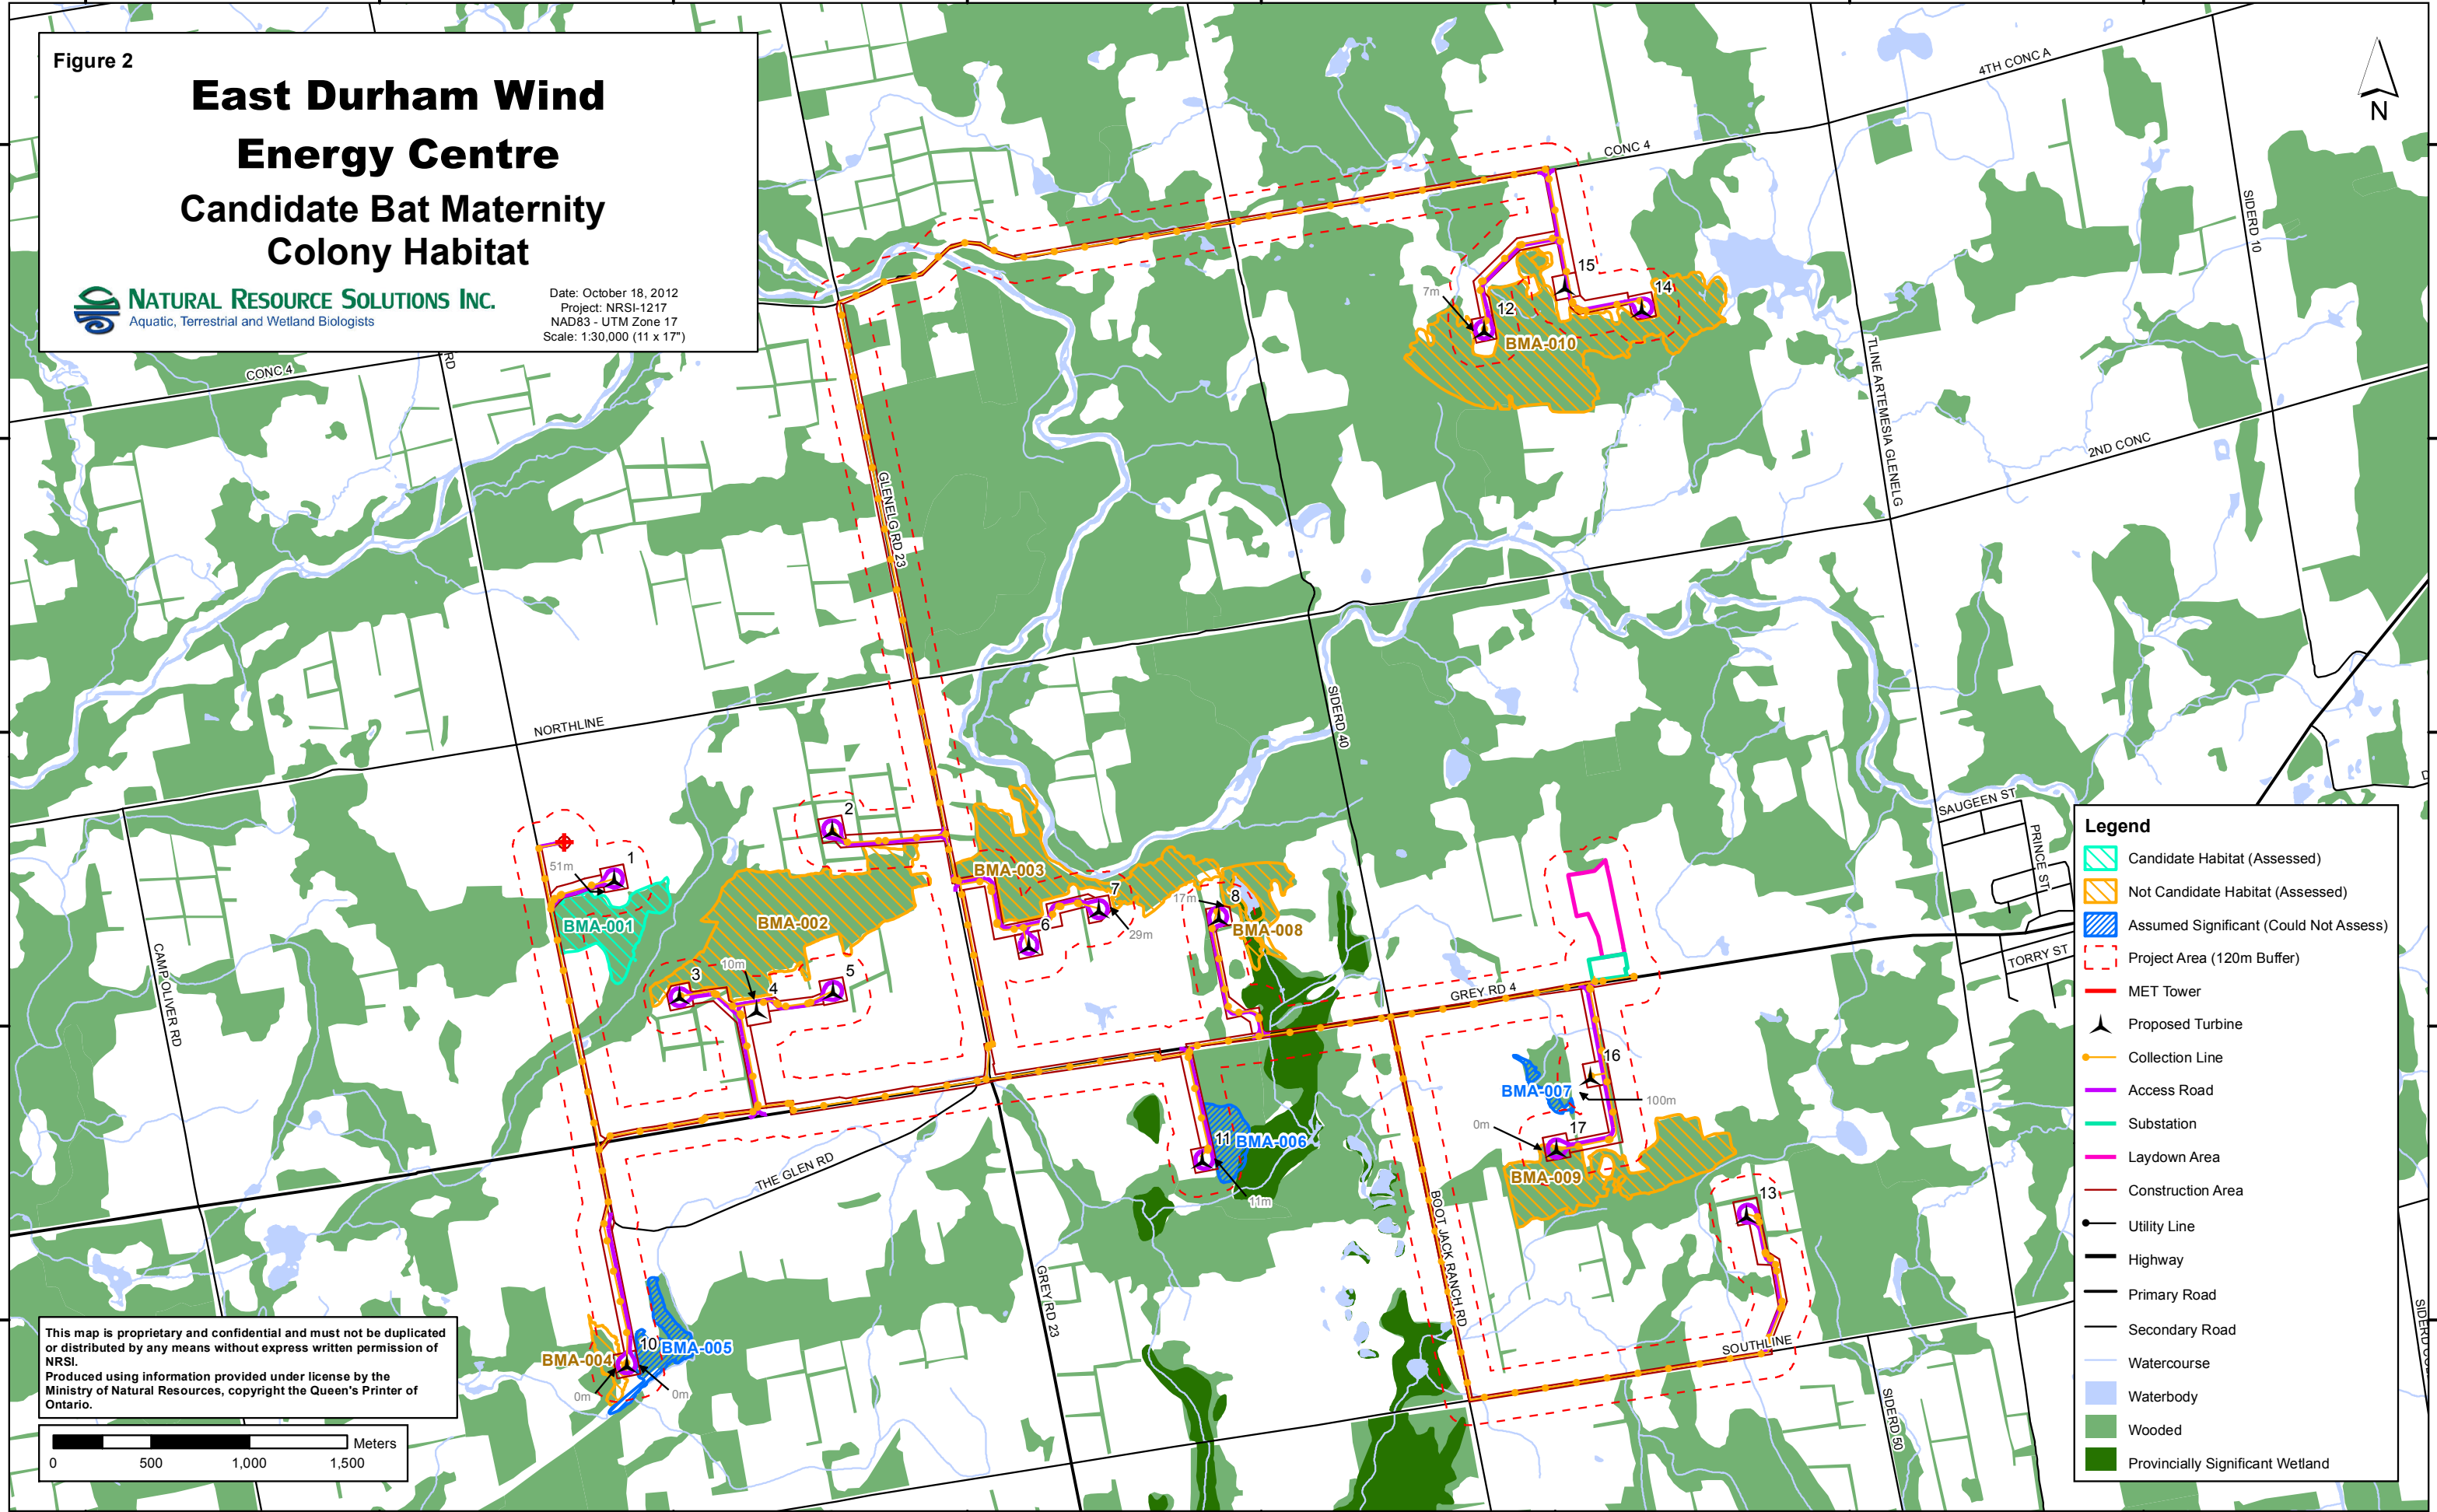 Figure 2
East Durham Wind
Energy Centre
Candidate Bat Maternity
Colony Habitat
NATURAL RESOURCE SOLUTIONS INC.
Aquatic, Terrestrial and Wetland Biologists
Date: October 18, 2012
Project: NRSI-1217
NAD83 - UTM Zone 17
Scale: 1:30,000 (11 x 17")
N
4TH CONC A
CONC 4
SIDERD 10
CONC 4
RD
15
14
7m
12
BMA-010
TLINE ARTEMESIA GLENELG
2ND CONC
GLENELG RD 23
SIDERD 40
NORTHLINE
SAUGEEN ST
PRINCE ST
TORRY ST
D
2
1
51m
BMA-001
BMA-002
BMA-003
7
8
17m
6
29m
BMA-008
3
10m
4
5
CAMPOLIVER RD
GREY RD 4
16
BMA-007
100m
0m
17
BMA-009
11
BMA-006
11m
THE GLEN RD
13
BOOT JACK RANCH RD
GREY RD 23
SOUTHLINE
SIDERD 50
SIDERD
10
BMA-005
BMA-004
0m
0m
This map is proprietary and confidential and must not be duplicated
or distributed by any means without express written permission of
NRSI.
Produced using information provided under license by the
Ministry of Natural Resources, copyright the Queen's Printer of
Ontario.
Meters
0 500 1,000 1,500
Legend
Candidate Habitat (Assessed)
Not Candidate Habitat (Assessed)
Assumed Significant (Could Not Assess)
Project Area (120m Buffer)
MET Tower
Proposed Turbine
Collection Line
Access Road
Substation
Laydown Area
Construction Area
Utility Line
Highway
Primary Road
Secondary Road
Watercourse
Waterbody
Wooded
Provincially Significant Wetland